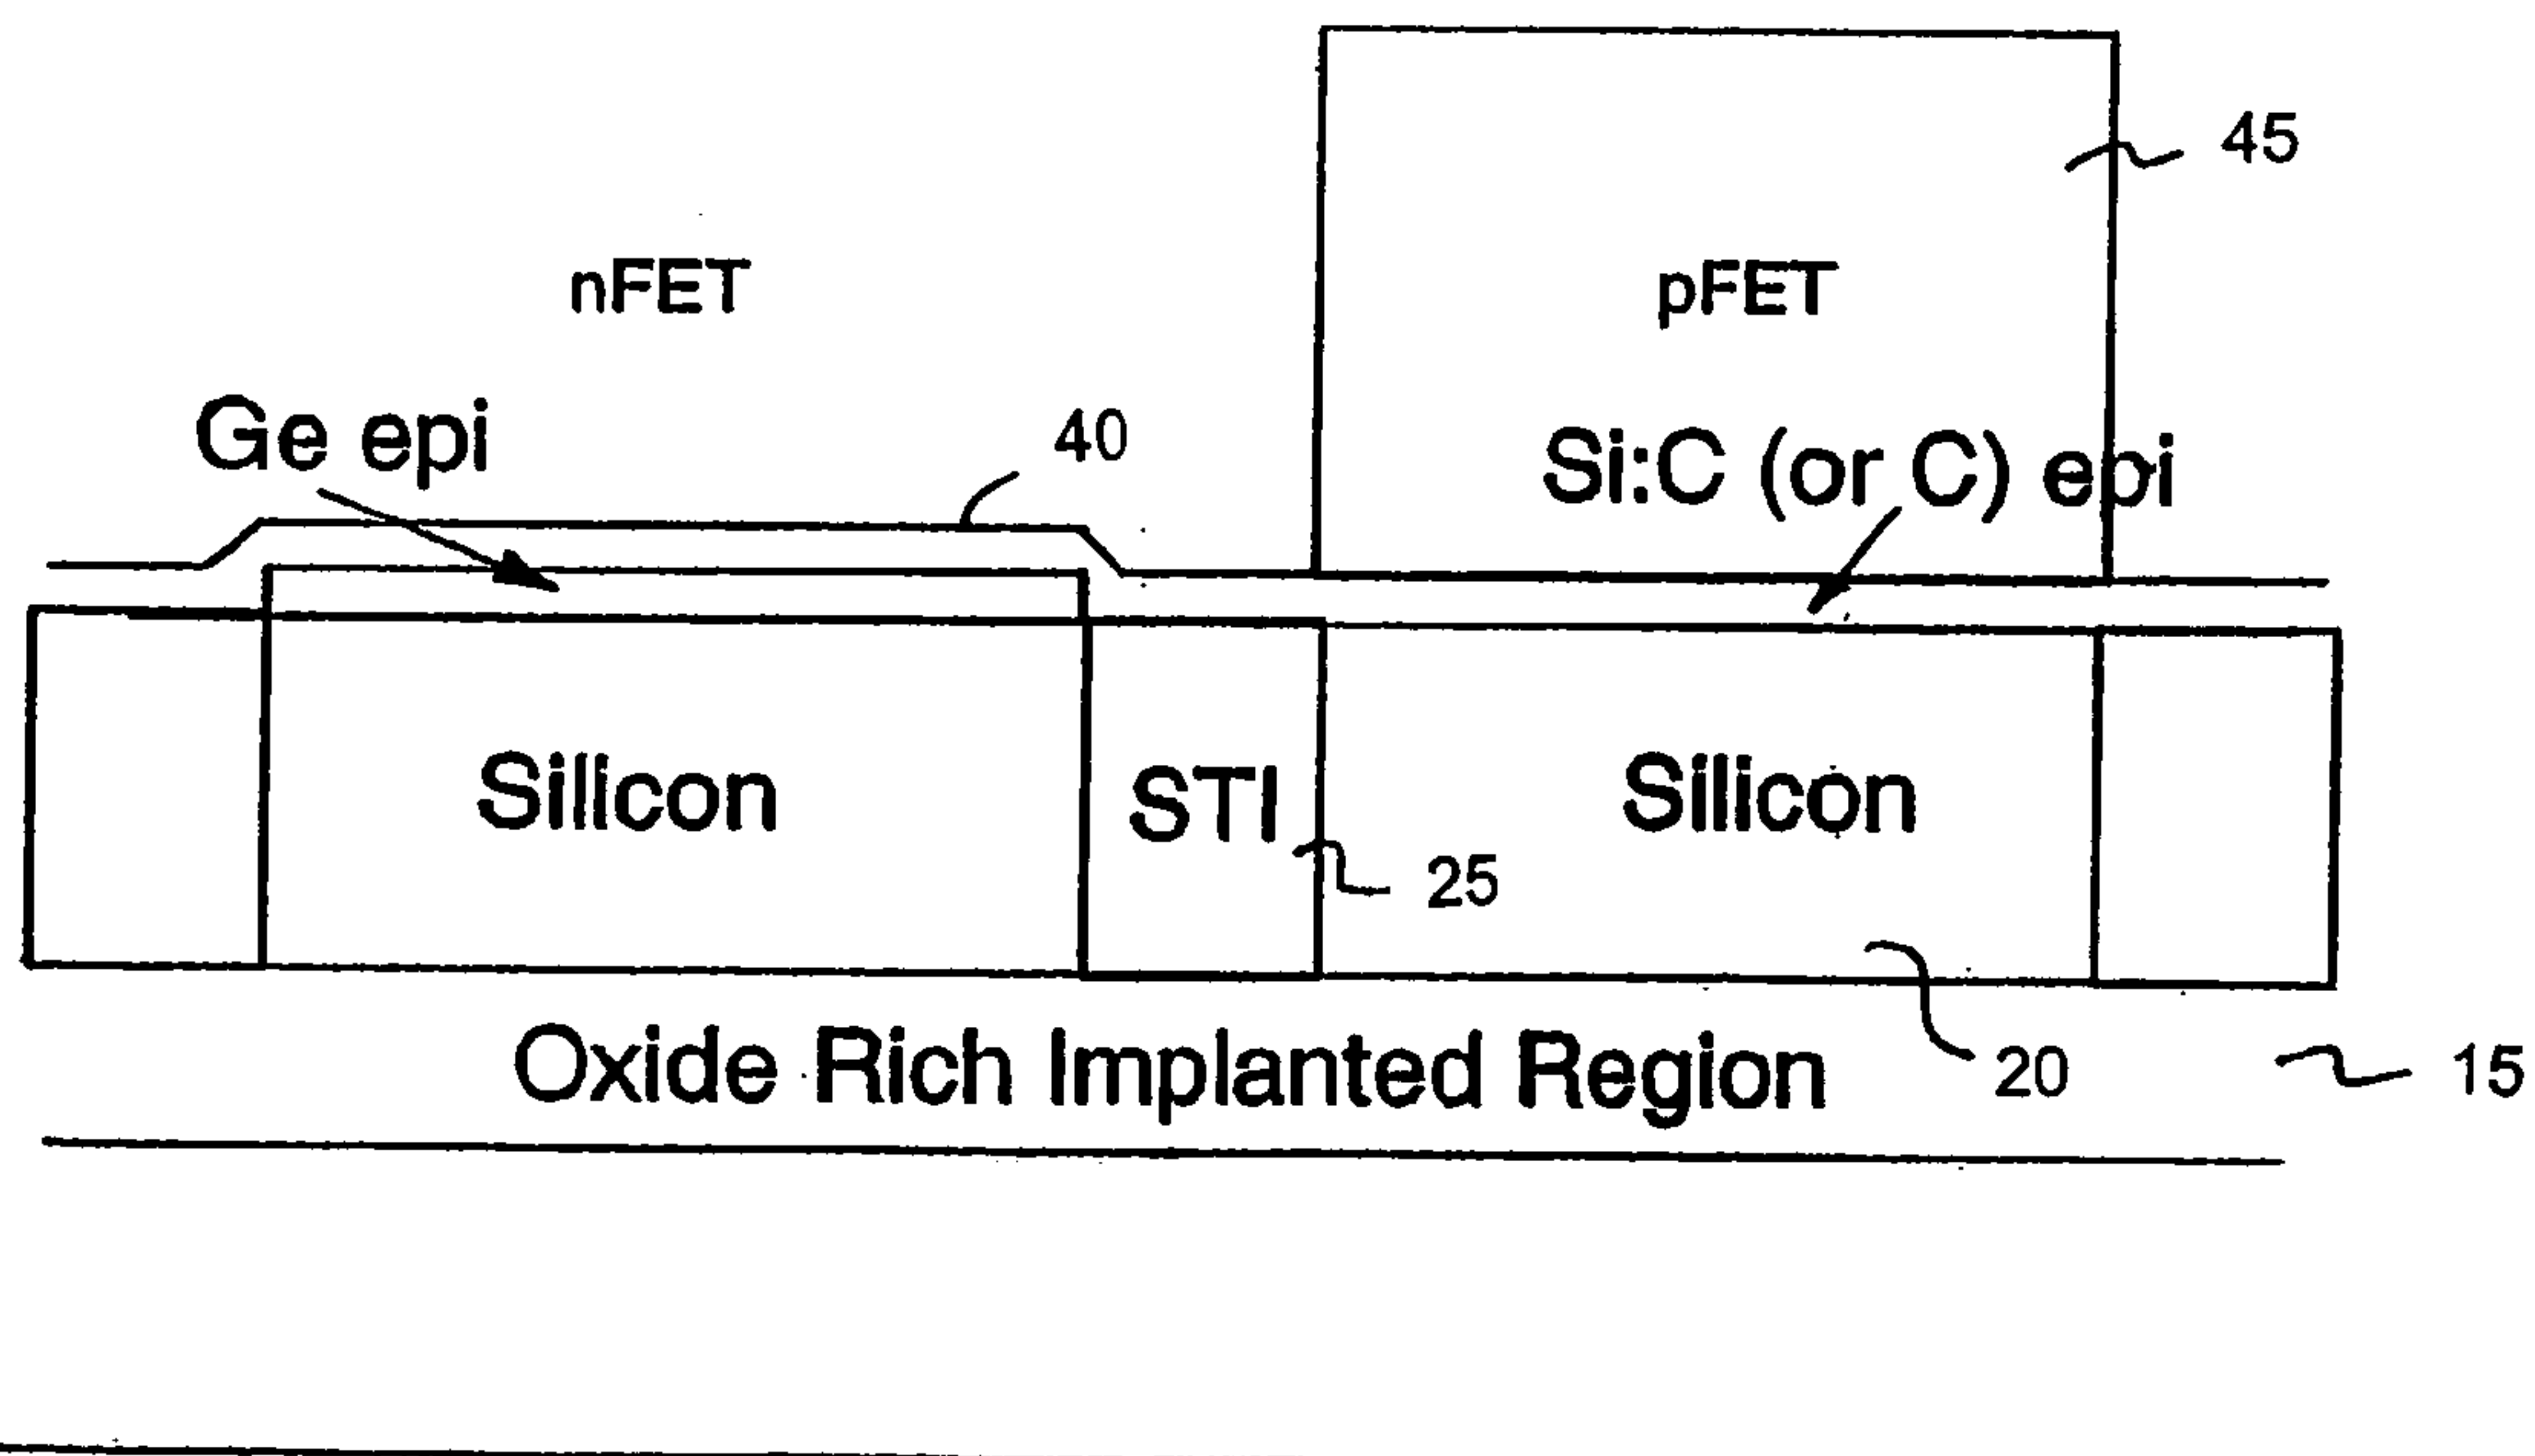 45
nFET
pFET
Ge epi
40
Si:C (or C) epi
Silicon
STI
Silicon
25
Oxide Rich Implanted Region
20
15